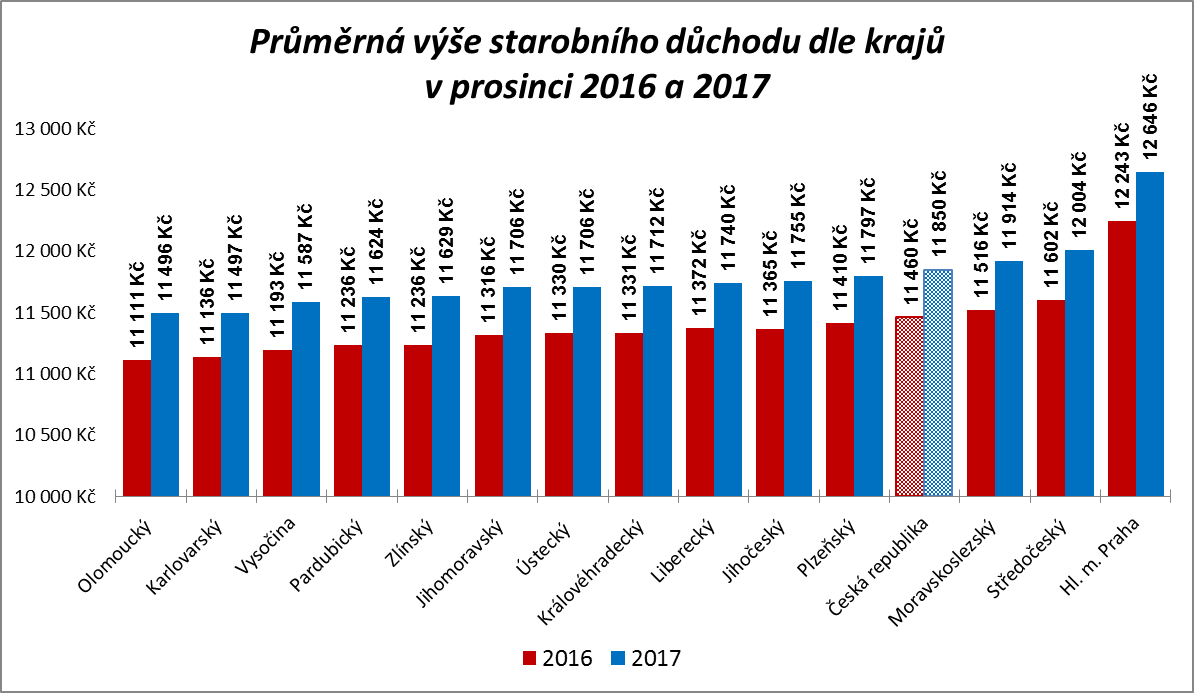 Průměrná výše starobního důchodu dle krajů
v prosinci 2016 a 2017
13 000 Kč
12 500 Kč
12 000 Kč
11 500 Kč
11 000 Kč
10 500 Kč
10 000 Kč
11 111 Kč
11 496 Kč
11 136 Kč
11 497 Kč
11 193 Kč
11 587 Kč
11 236 Kč
11 624 Kč
11 236 Kč
11 629 Kč
11 316 Kč
11 706 Kč
11 330 Kč
11 706 Kč
11 331 Kč
11 712 Kč
11 372 Kč
11 740 Kč
11 365 Kč
11 755 Kč
11 410 Kč
11 797 Kč
11 460 Kč
11 850 Kč
11 516 Kč
11 914 Kč
11 602 Kč
12 004 Kč
12 243 Kč
12 646 Kč
Olomoucký
Karlovarský
Vysočina
Pardubický
Zlínský
Jihomoravský
Ústecký
Královéhradecký
Liberecký
Jihočeský
Plzeňský
Česká republika
Moravskoslezský
Středočeský
Hl. m. Praha
2016
2017